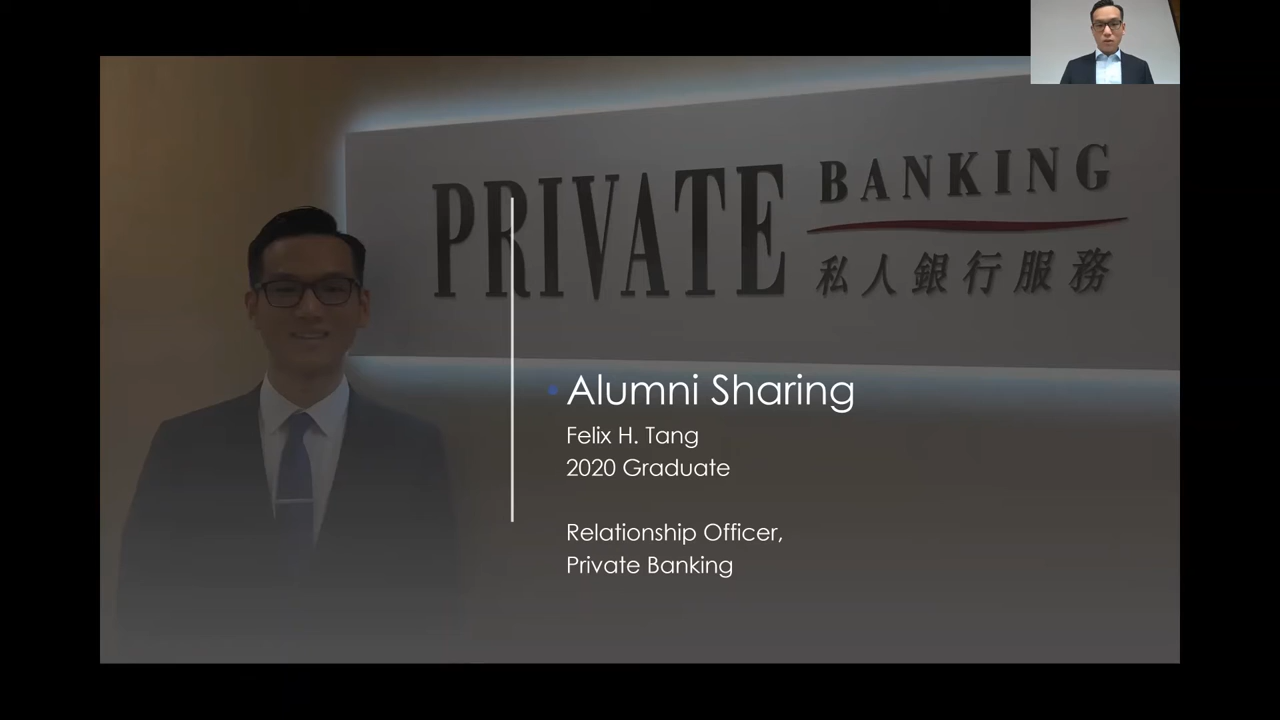 PRIVATE BANKING
私人銀行服務
Alumni Sharing
Felix H. Tang
2020 Graduate
Relationship Officer,
Private Banking